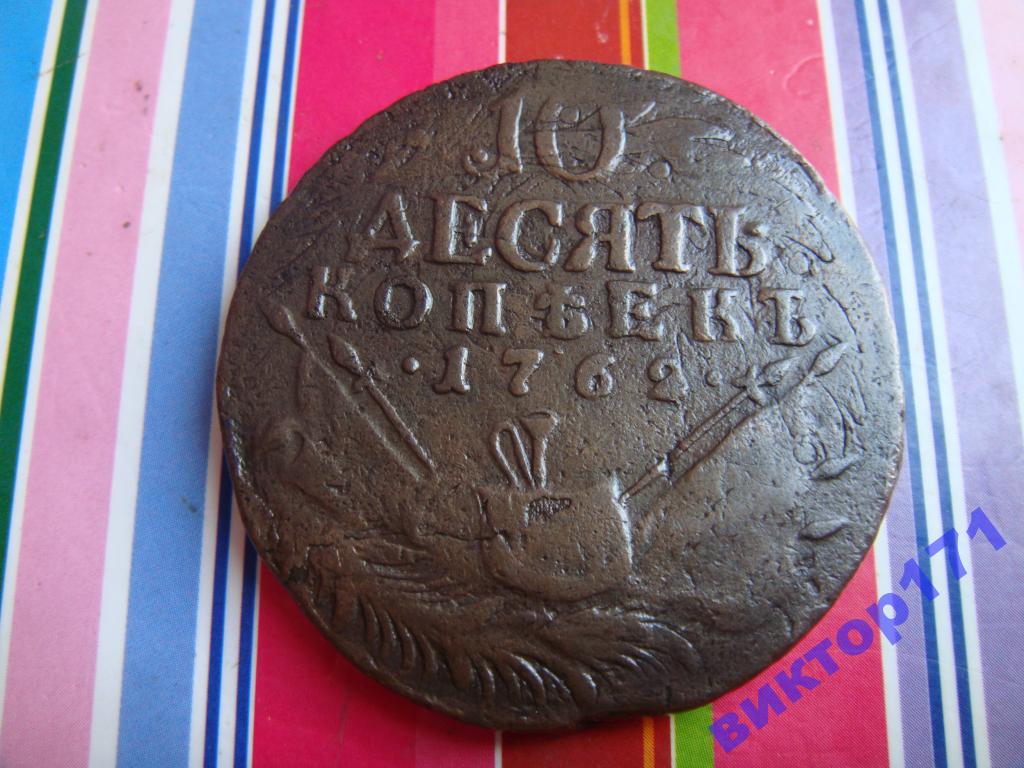 .10.
ДЕСЯТЬ
КОПѢЕКЪ
·1762·
виктор171